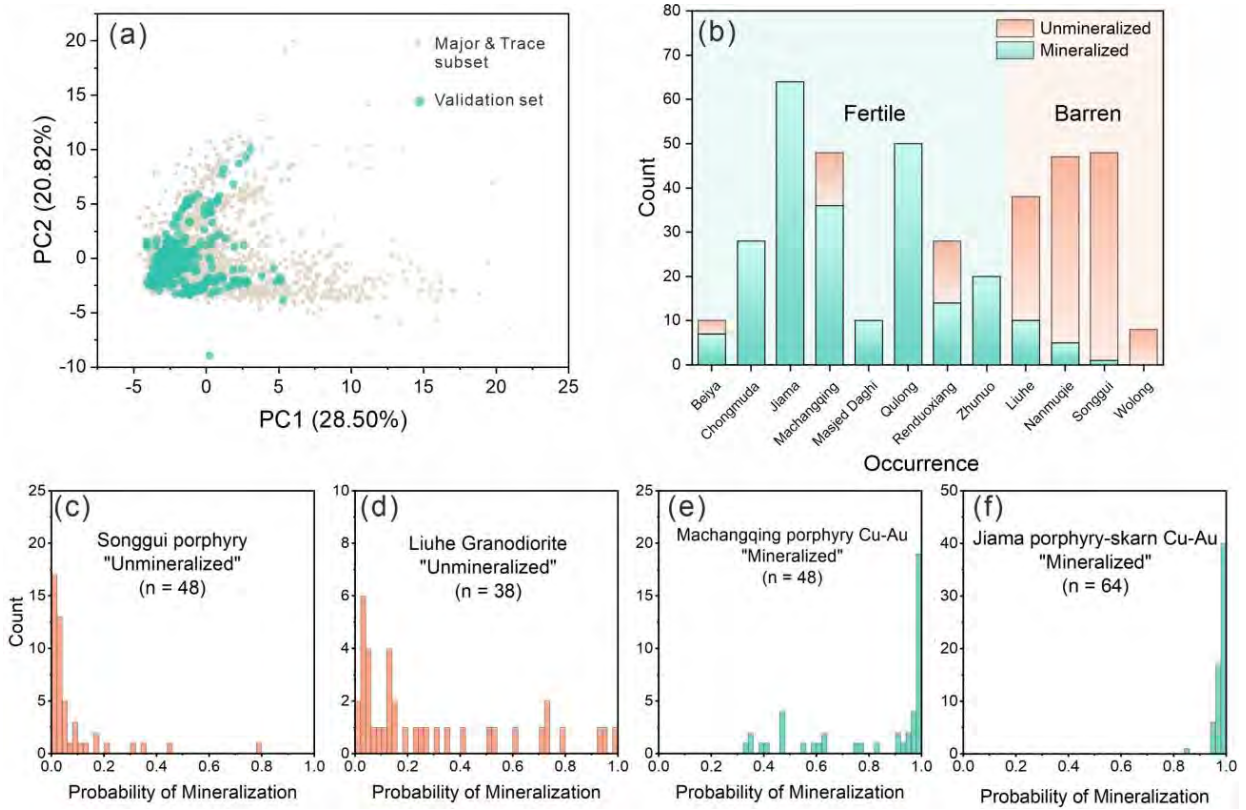 (a)
Major & Trace
subset
Validation set
20
15
10
5
0
-5
-10
PC2 (20.82%)
-5 0 5 10 15 20 25
PC1 (28.50%)
(b)
Unmineralized
Mineralized
Fertile
Barren
80
70
60
50
40
30
20
10
0
Count
Beiya
Chongmuda
Jiama
Machangqing
Masjed Daghi
Qulong
Renduoxiang
Zhunuo
Liuhe
Nanmuqie
Songgui
Wolong
Occurrence
(c)
Songgui porphyry
"Unmineralized"
(n = 48)
25
20
15
10
5
0
Count
0.0 0.2 0.4 0.6 0.8 1.0
Probability of Mineralization
(d)
Liuhe Granodiorite
"Unmineralized"
(n = 38)
10
8
6
4
2
0
0.0 0.2 0.4 0.6 0.8 1.0
Probability of Mineralization
(e)
Machangqing porphyry Cu-Au
"Mineralized"
(n = 48)
25
20
15
10
5
0
0.0 0.2 0.4 0.6 0.8 1.0
Probability of Mineralization
(f)
Jiama porphyry-skarn Cu-Au
"Mineralized"
(n = 64)
50
40
30
20
10
0
0.0 0.2 0.4 0.6 0.8 1.0
Probability of Mineralization